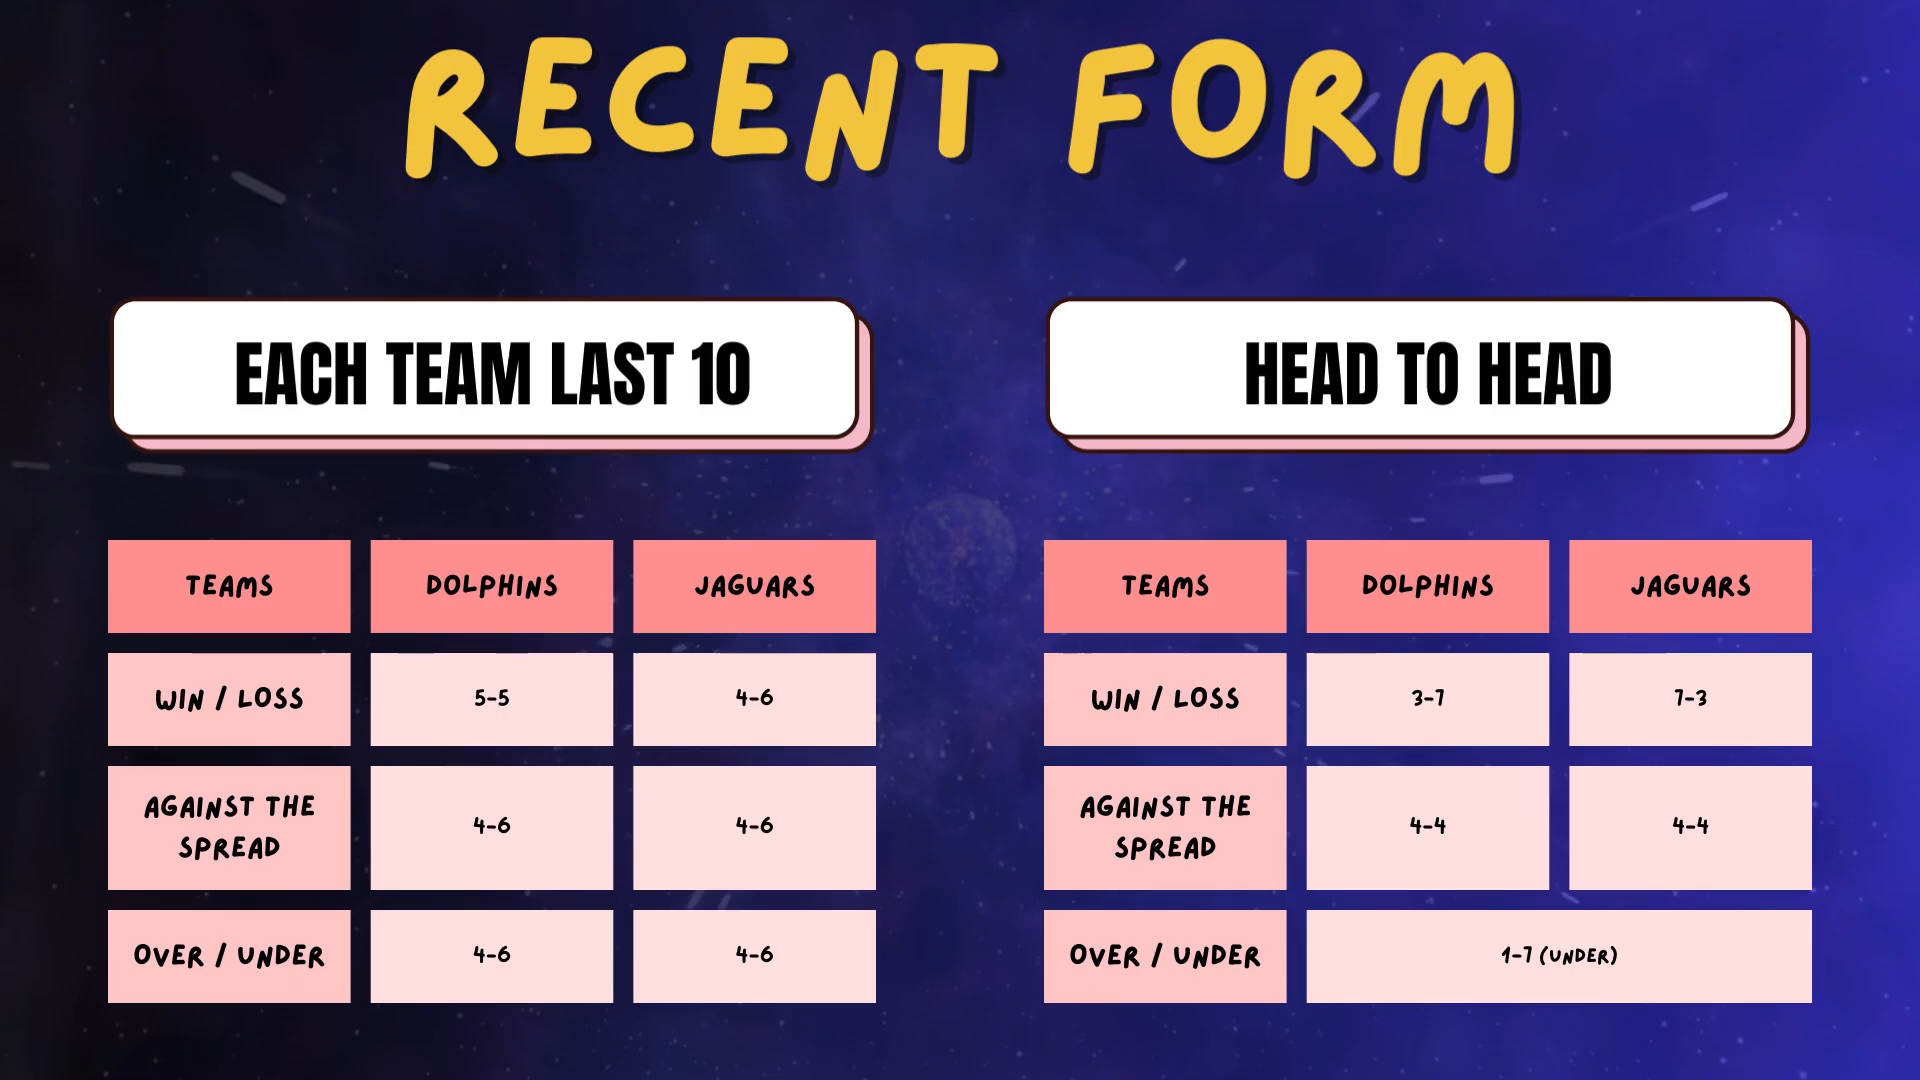 RECENT FORM
EACH TEAM LAST 10
TEAMS DOLPHINS JAGUARS
WIN / LOSS 5-5 4-6
AGAINST THE
SPREAD 4-6 4-6
OVER / UNDER 4-6 4-6
HEAD TO HEAD
TEAMS DOLPHINS JAGUARS
WIN / LOSS 3-7 7-3
AGAINST THE
SPREAD 4-4 4-4
OVER / UNDER 1-7 (UNDER)